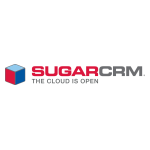 SUGARCRM
THE CLOUD IS OPEN